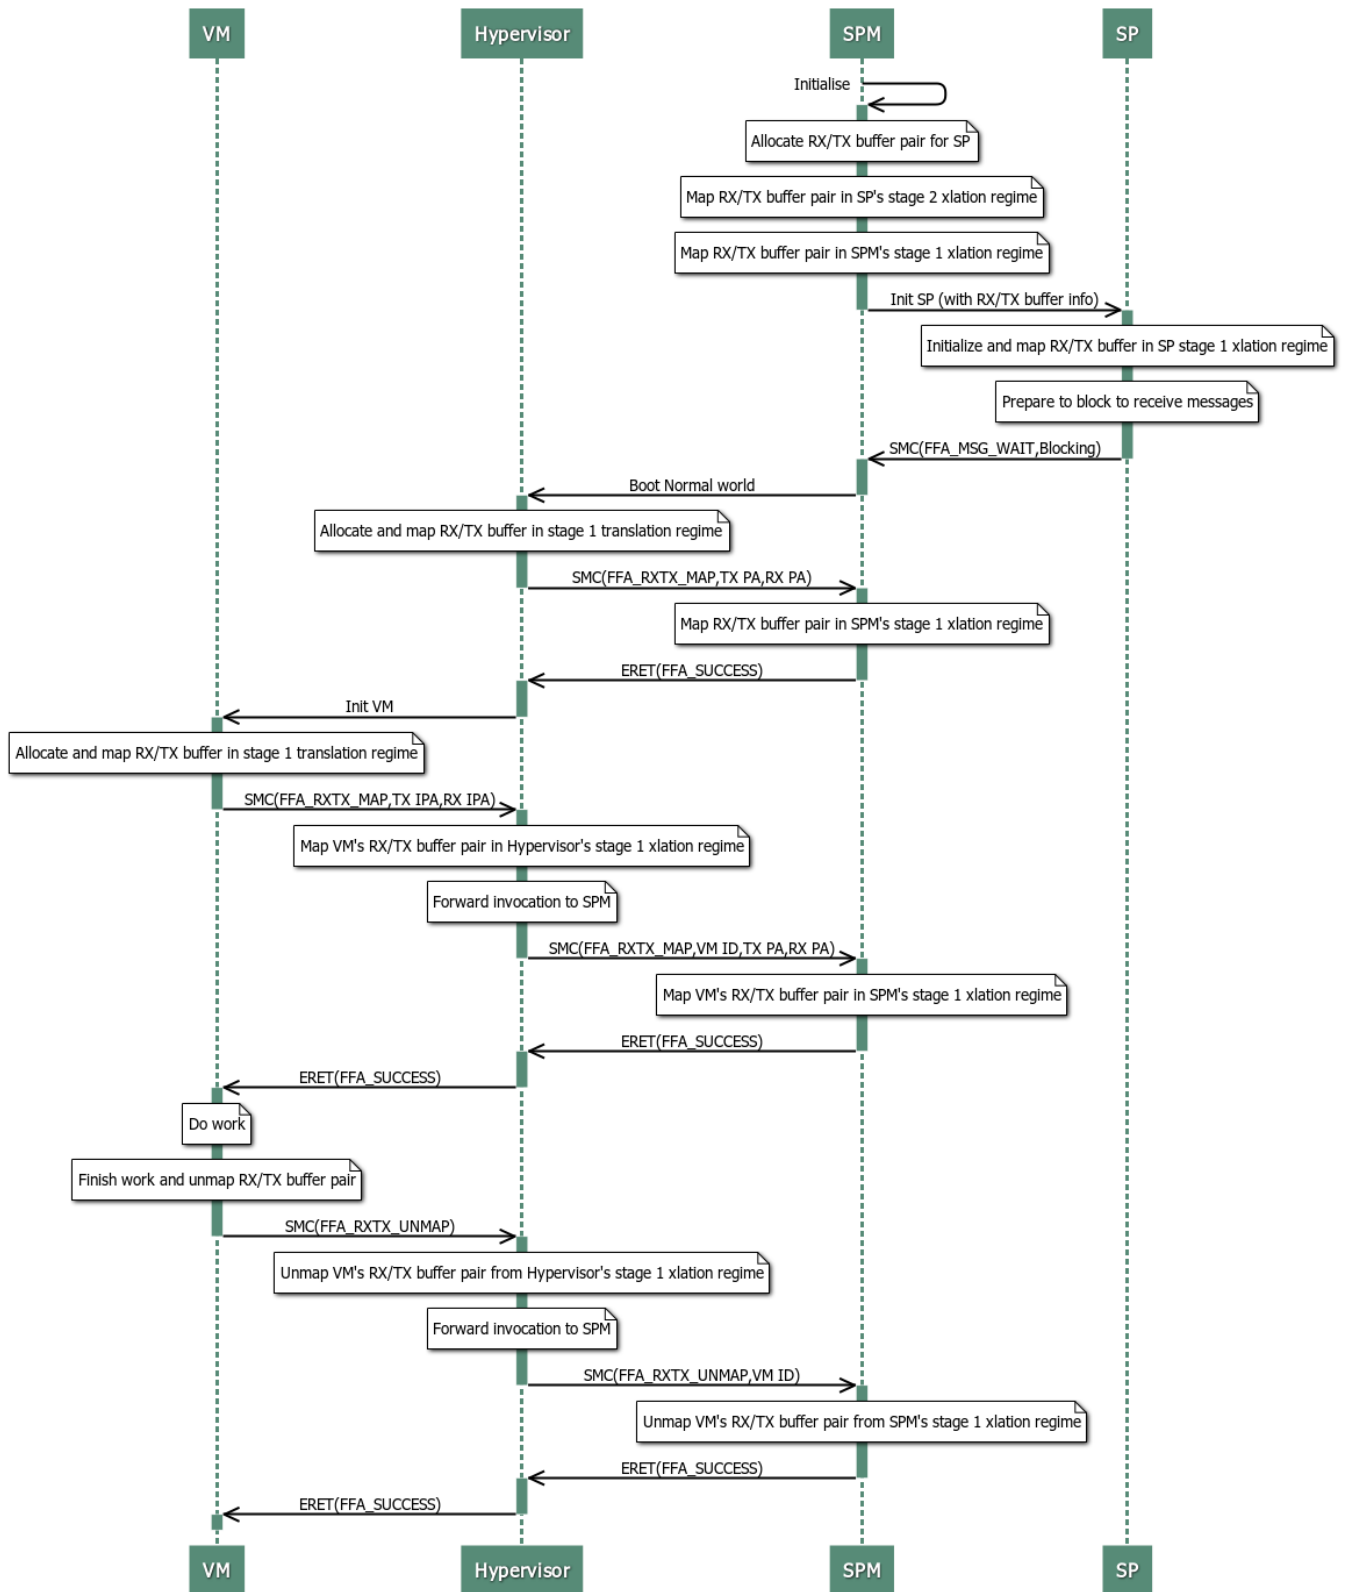 VM
Hypervisor
SPM
SP
Initialise
Allocate RX/TX buffer pair for SP
Map RX/TX buffer pair in SP's stage 2 xlation regime
Map RX/TX buffer pair in SPM's stage 1 xlation regime
Init SP (with RX/TX buffer info)
Initialize and map RX/TX buffer in SP stage 1 xlation regime
Prepare to block to receive messages
SMC(FFA_MSG_WAIT,Blocking)
Boot Normal world
Allocate and map RX/TX buffer in stage 1 translation regime
SMC(FFA_RXTX_MAP,TX PA,RX PA)
Map RX/TX buffer pair in SPM's stage 1 xlation regime
ERET(FFA_SUCCESS)
Init VM
Allocate and map RX/TX buffer in stage 1 translation regime
SMC(FFA_RXTX_MAP,TX IPA,RX IPA)
Map VM's RX/TX buffer pair in Hypervisor's stage 1 xlation regime
Forward invocation to SPM
SMC(FFA_RXTX_MAP,VM ID,TX PA,RX PA)
Map VM's RX/TX buffer pair in SPM's stage 1 xlation regime
ERET(FFA_SUCCESS)
ERET(FFA_SUCCESS)
Do work
Finish work and unmap RX/TX buffer pair
SMC(FFA_RXTX_UNMAP)
Unmap VM's RX/TX buffer pair from Hypervisor's stage 1 xlation regime
Forward invocation to SPM
SMC(FFA_RXTX_UNMAP,VM ID)
Unmap VM's RX/TX buffer pair from SPM's stage 1 xlation regime
ERET(FFA_SUCCESS)
ERET(FFA_SUCCESS)
VM
Hypervisor
SPM
SP